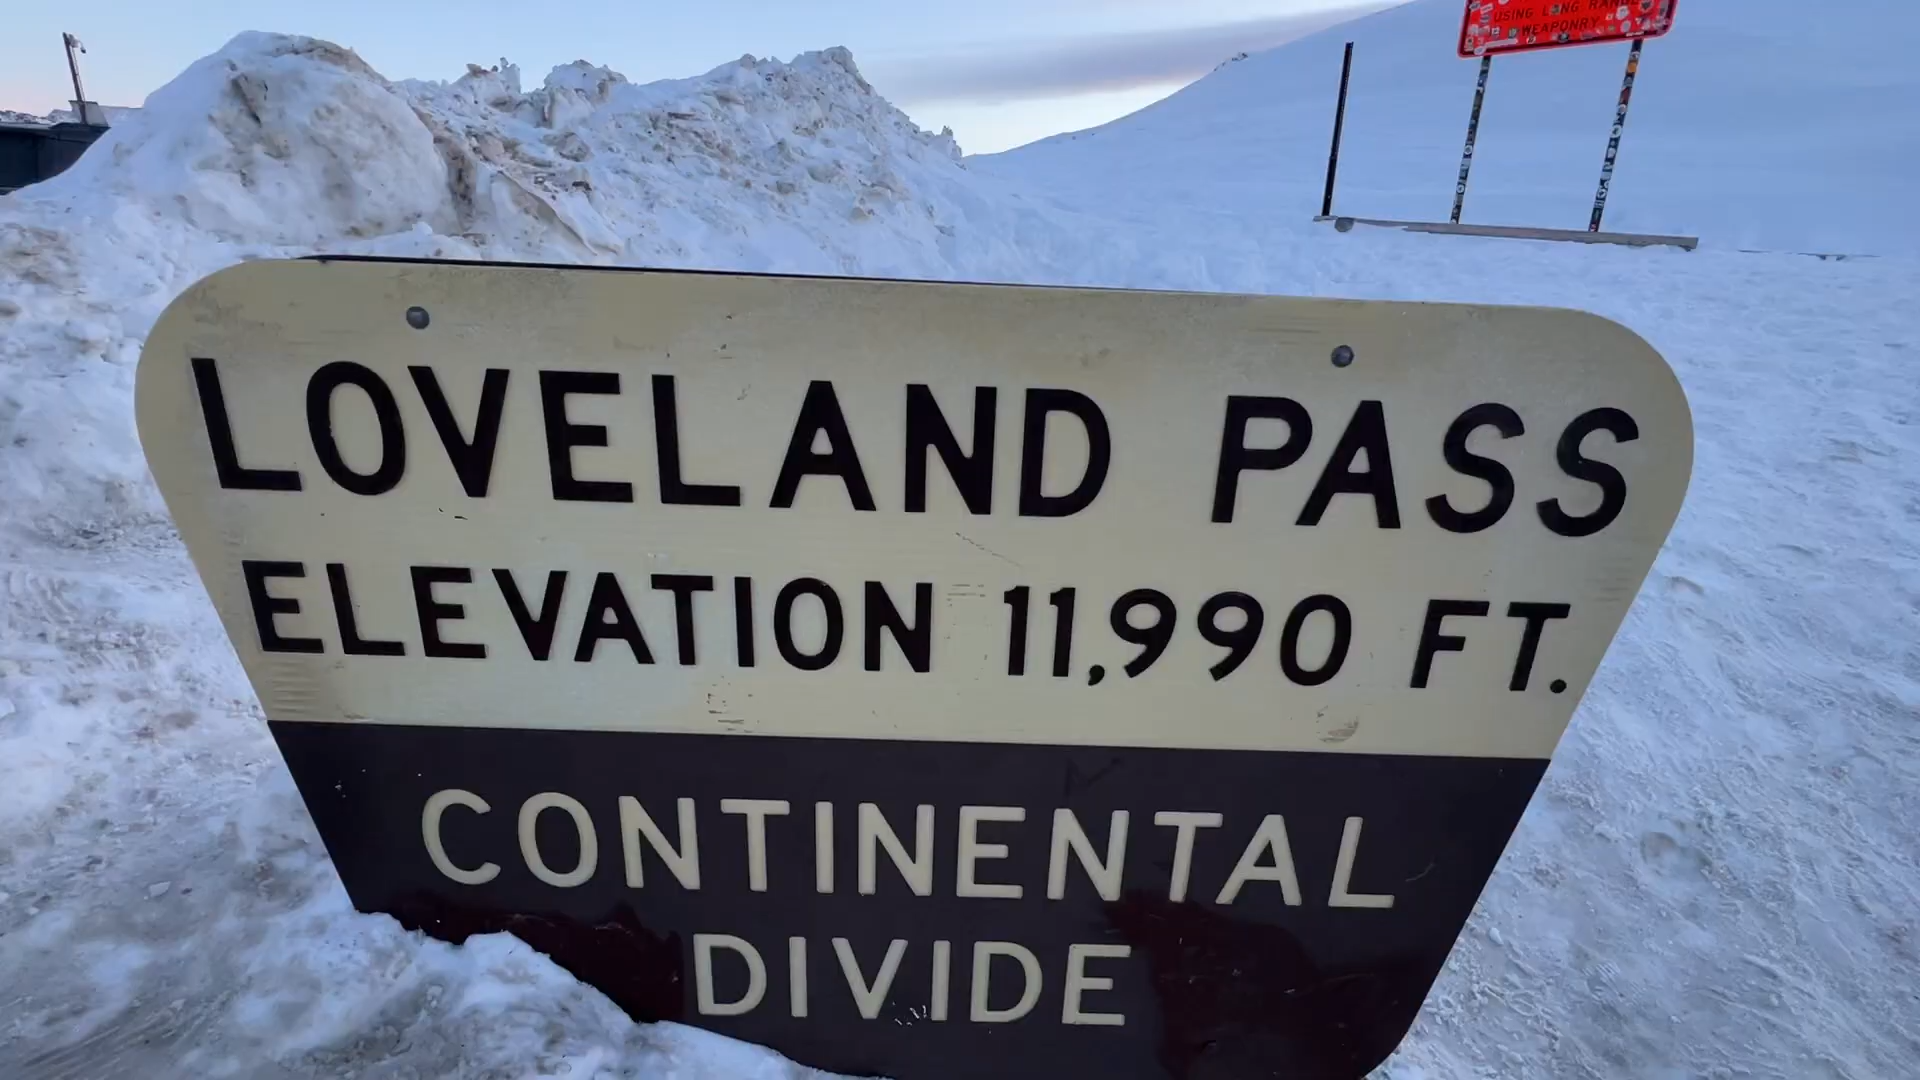 USING LONG RANGE
WEAPONRY
LOVELAND PASS
ELEVATION 11,990 FT.
CONTINENTAL
DIVIDE